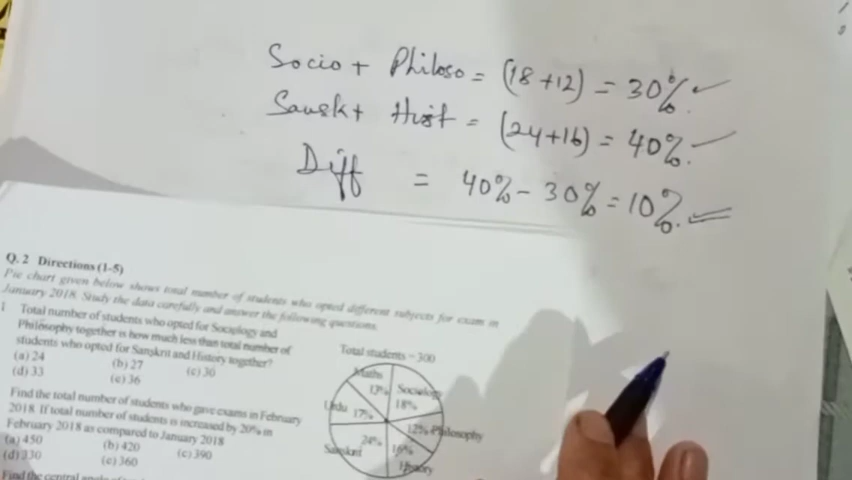 Socio + Philoso = (18 + 12) = 30%
Sansk + Hist = (24 + 16) = 40%.
Diff = 40% - 30% = 10%.
Q. 2 Directions (1-5)
Pie chart given below shows total number of students who opted different subjects for exam in
January 2018. Study the data carefully and answer the following questions.
1 Total number of students who opted for Sociology and
Philosophy together is how much less than total number of
students who opted for Sanskrit and History together?
(a) 24 (b) 27 (c) 30
(d) 33 (e) 36
Find the total number of students who gave exams in February
2018. If total number of students is increased by 20% in
February 2018 as compared to January 2018
(a) 450 (b) 420 (c) 390
(d) 330 (e) 360
Find the central angle
Total students = 300
Maths
13% Sociology
18%
Urdu 17%
12% Philosophy
24%
16%
Sanskrit
History